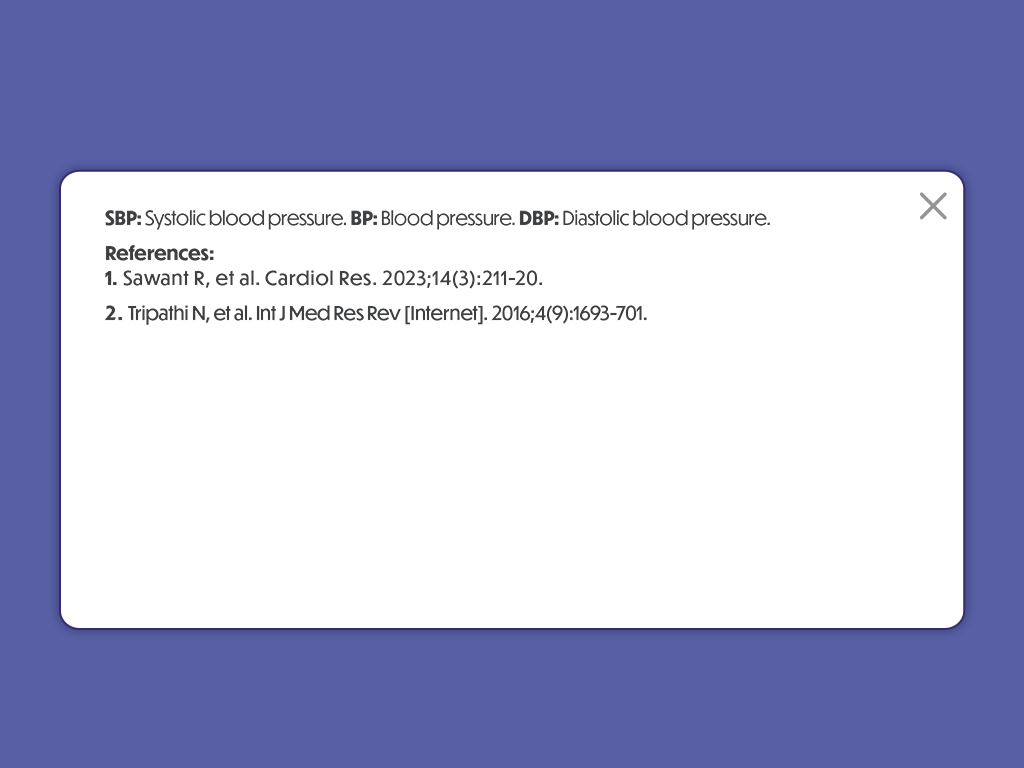 SBP: Systolic blood pressure. BP: Blood pressure. DBP: Diastolic blood pressure.
References:
1. Sawant R, et al. Cardiol Res. 2023;14(3):211-20.
2. Tripathi N, et al. Int J Med Res Rev [Internet]. 2016;4(9):1693-701.